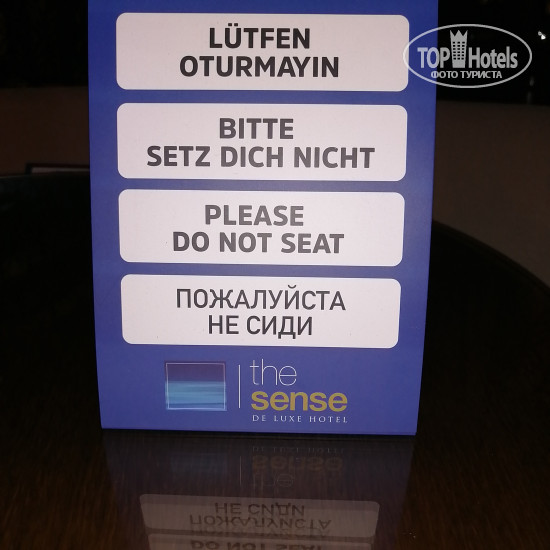 LÜTFEN
OTURMAYIN
BITTE
SETZ DICH NICHT
PLEASE
DO NOT SEAT
ПОЖАЛУЙСТА
НЕ СИДИ
the
sense
DE LUXE HOTEL
TOP Hotels
ФОТО ТУРИСТА